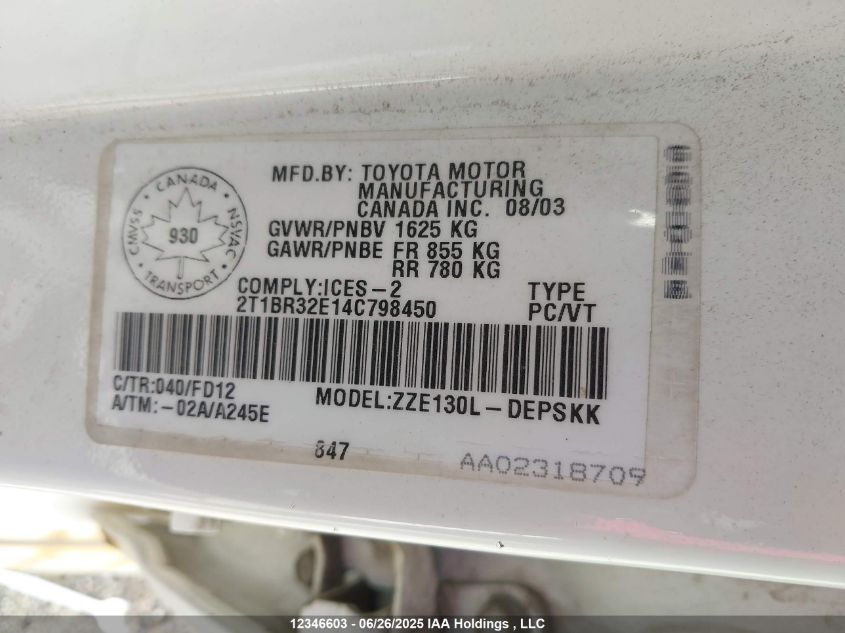 MFD.BY: TOYOTA MOTOR
MANUFACTURING
CANADA INC. 08/03
CANADA
CMVSS
NSVAC
930
TRANSPORT
GVWR/PNBV 1625 KG
GAWR/PNBE FR 855 KG
RR 780 KG
COMPLY:ICES-2
TYPE
2T1BR32E14C798450
PC/VT
C/TR:040/FD12
A/TM:-02A/A245E
MODEL:ZZE130L-DEPSKK
847
AA02318709
12346603 - 06/26/2025 IAA Holdings , LLC